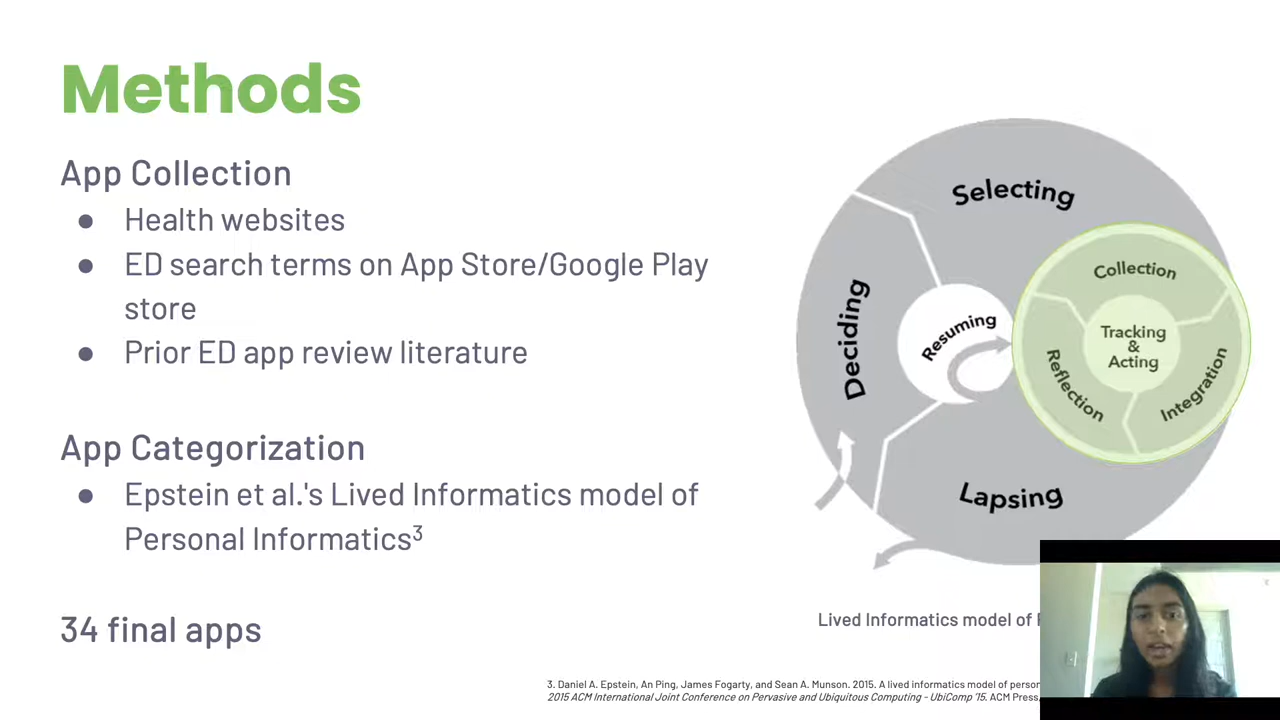 Methods
App Collection
● Health websites
● ED search terms on App Store/Google Play
store
● Prior ED app review literature
App Categorization
● Epstein et al.'s Lived Informatics model of
Personal Informatics³
34 final apps
Selecting
Deciding
Resuming
Lapsing
Collection
Tracking
&
Acting
Reflection
Integration
Lived Informatics model of
3. Daniel A. Epstein, An Ping, James Fogarty, and Sean A. Munson. 2015. A lived informatics model of
2015 ACM International Joint Conference on Pervasive and Ubiquitous Computing - UbiComp '15. ACM Press,